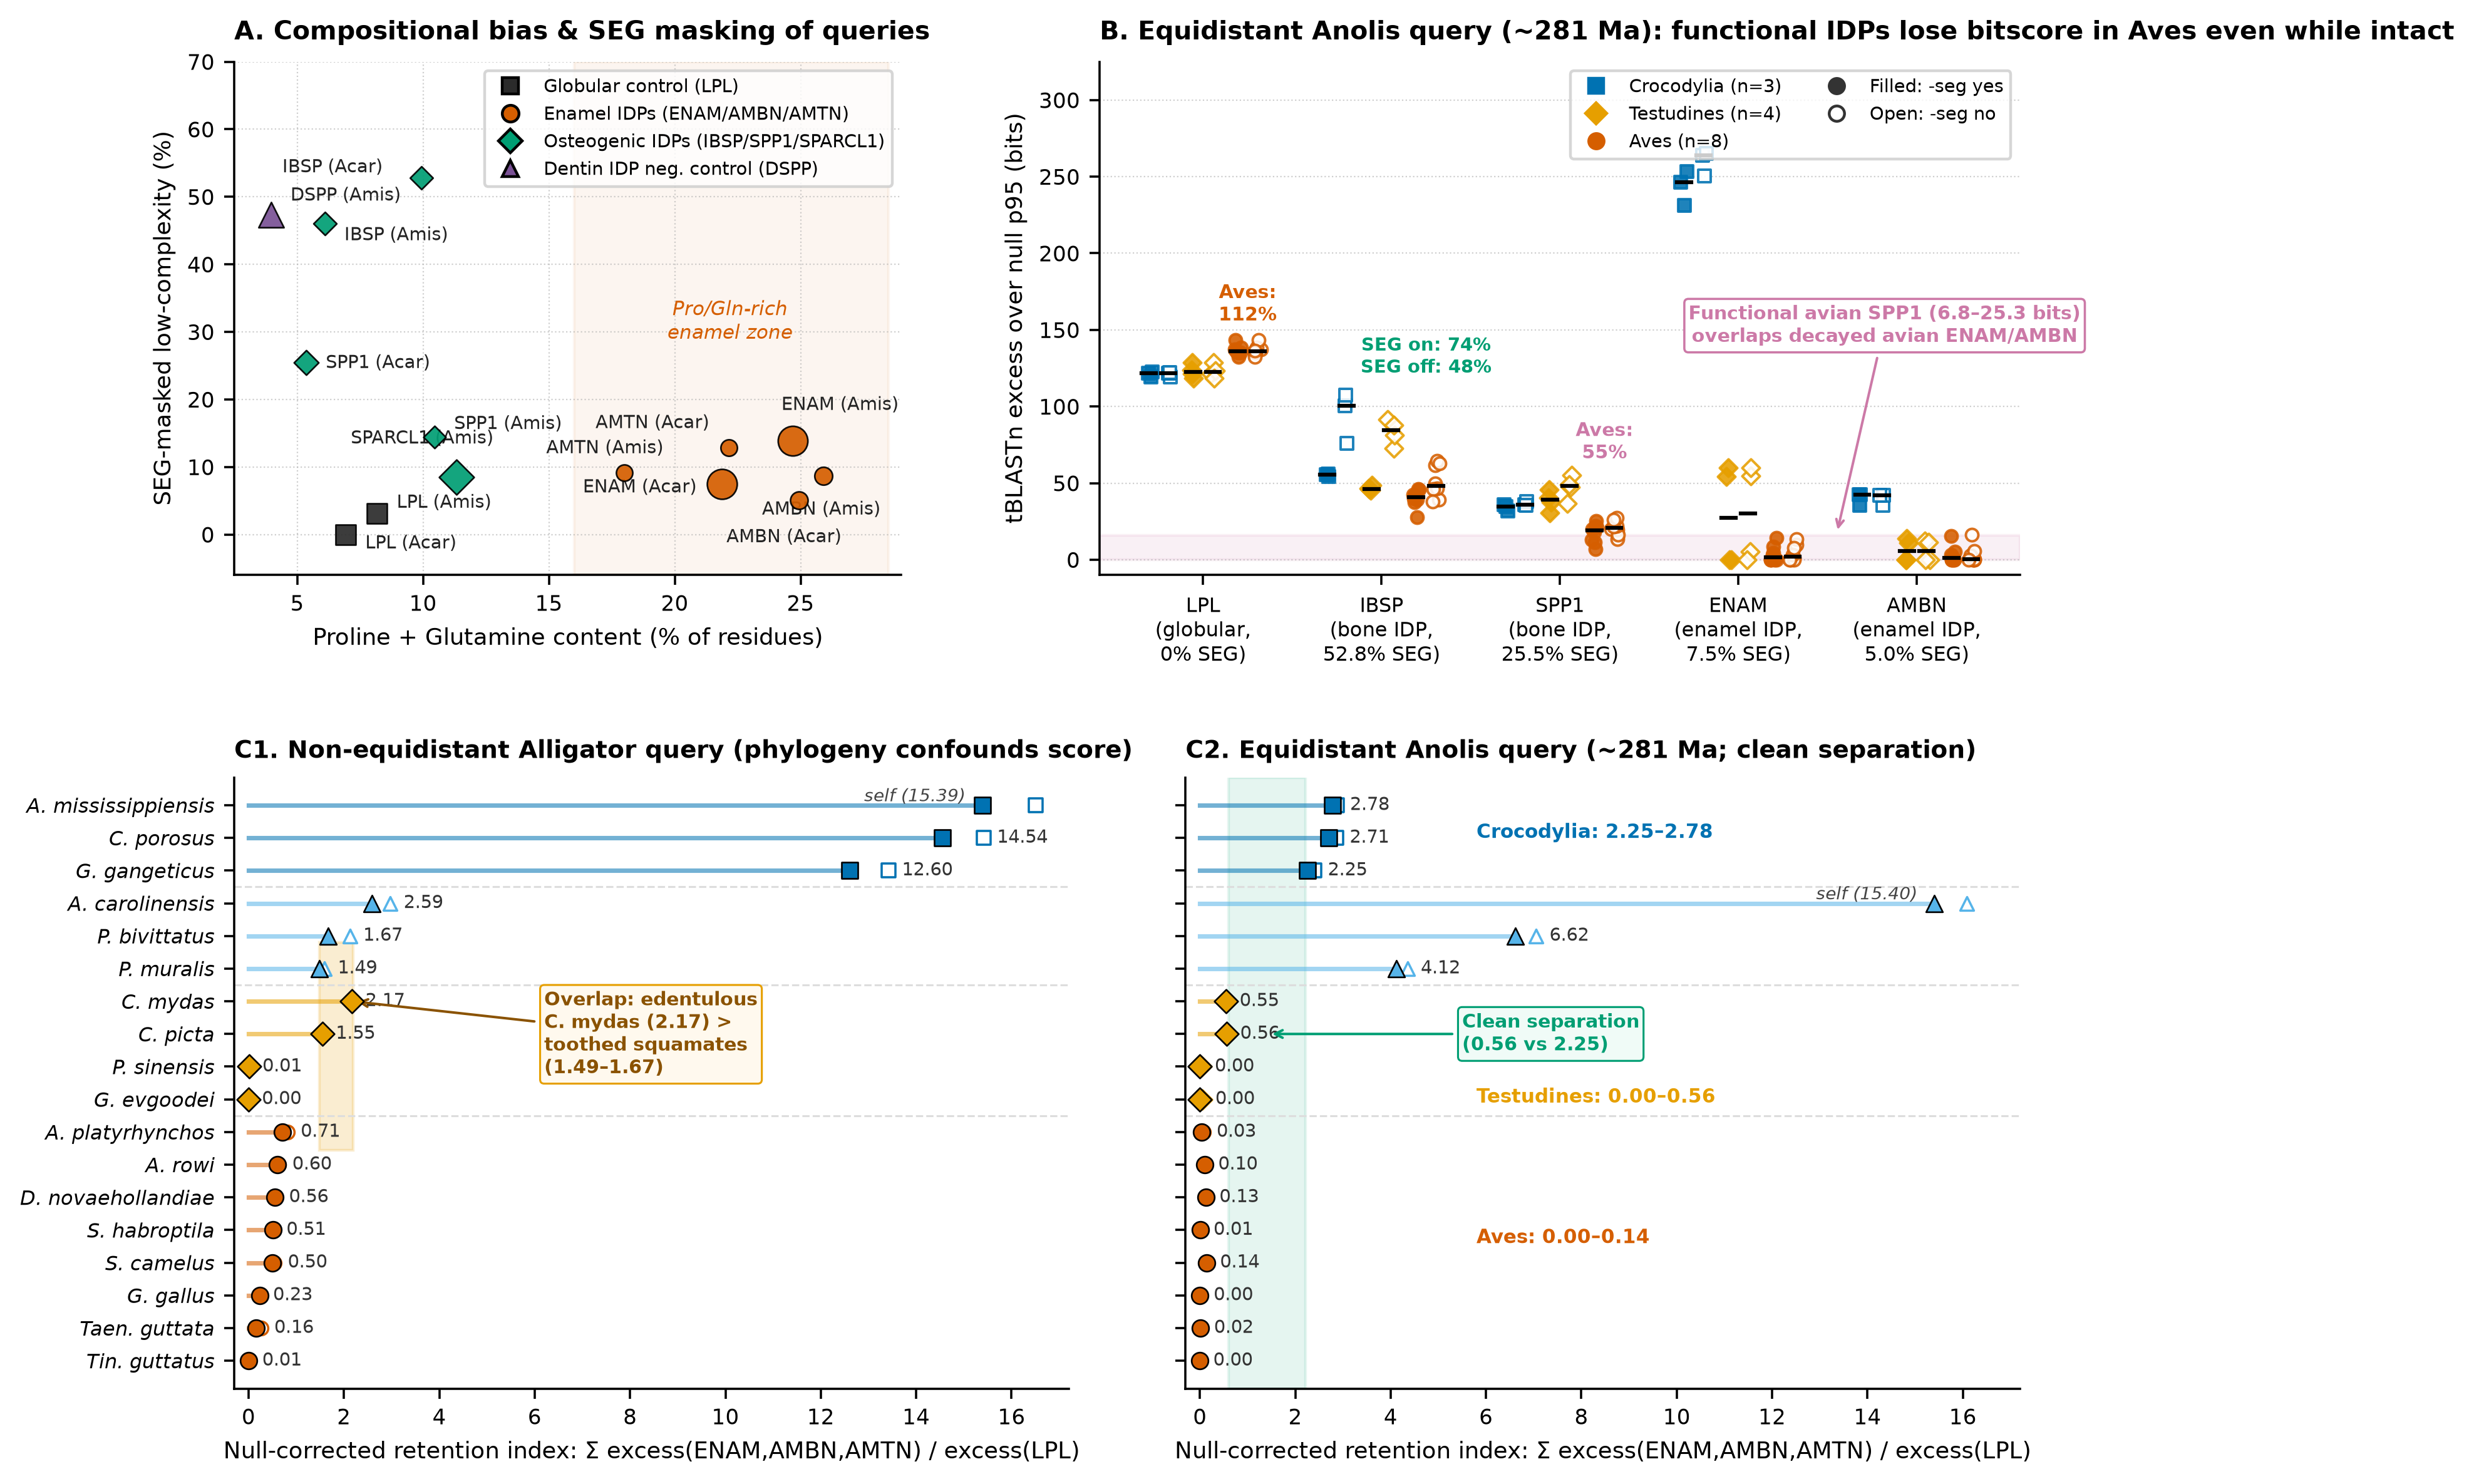 A. Compositional bias & SEG masking of queries
SEG-masked low-complexity (%)
70
60
50
40
30
20
10
0
Globular control (LPL)
Enamel IDPs (ENAM/AMBN/AMTN)
Osteogenic IDPs (IBSP/SPP1/SPARCL1)
Dentin IDP neg. control (DSPP)
IBSP (Acar)
DSPP (Amis)
IBSP (Amis)
Pro/Gln-rich
enamel zone
SPP1 (Acar)
ENAM (Amis)
SPP1 (Amis)
AMTN (Acar)
SPARCL1 (Amis)
AMTN (Amis)
ENAM (Acar)
LPL (Amis)
AMBN (Amis)
LPL (Acar)
AMBN (Acar)
5
10
15
20
25
Proline + Glutamine content (% of residues)
B. Equidistant Anolis query (~281 Ma): functional IDPs lose bitscore in Aves even while intact
tBLASTn excess over null p95 (bits)
300
250
200
150
100
50
0
Crocodylia (n=3)
Testudines (n=4)
Aves (n=8)
Filled: -seg yes
Open: -seg no
Aves:
112%
SEG on: 74%
SEG off: 48%
Aves:
55%
Functional avian SPP1 (6.8–25.3 bits)
overlaps decayed avian ENAM/AMBN
LPL
(globular,
0% SEG)
IBSP
(bone IDP,
52.8% SEG)
SPP1
(bone IDP,
25.5% SEG)
ENAM
(enamel IDP,
7.5% SEG)
AMBN
(enamel IDP,
5.0% SEG)
C1. Non-equidistant Alligator query (phylogeny confounds score)
A. mississippiensis
self (15.39)
C. porosus
14.54
G. gangeticus
12.60
A. carolinensis
2.59
P. bivittatus
1.67
P. muralis
1.49
C. mydas
2.17
C. picta
1.55
P. sinensis
0.01
G. evgoodei
0.00
A. platyrhynchos
0.71
A. rowi
0.60
D. novaehollandiae
0.56
S. habroptila
0.51
S. camelus
0.50
G. gallus
0.23
Taen. guttata
0.16
Tin. guttatus
0.01
Overlap: edentulous
C. mydas (2.17) >
toothed squamates
(1.49–1.67)
0
2
4
6
8
10
12
14
16
Null-corrected retention index: Σ excess(ENAM,AMBN,AMTN) / excess(LPL)
C2. Equidistant Anolis query (~281 Ma; clean separation)
2.78
2.71
Crocodylia: 2.25–2.78
2.25
self (15.40)
6.62
4.12
0.55
0.56
Clean separation
(0.56 vs 2.25)
0.00
0.00
Testudines: 0.00–0.56
0.03
0.10
0.13
0.01
Aves: 0.00–0.14
0.14
0.00
0.02
0.00
0
2
4
6
8
10
12
14
16
Null-corrected retention index: Σ excess(ENAM,AMBN,AMTN) / excess(LPL)